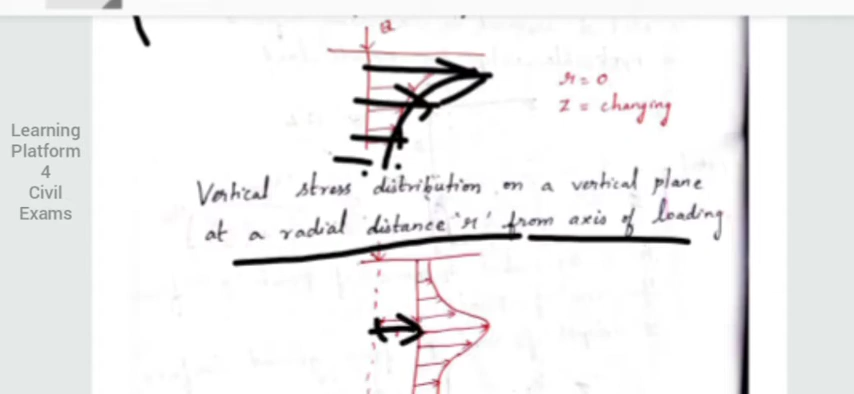 Q
r = 0
z = changing
Learning
Platform
4
Civil
Exams
Vertical stress distribution on a vertical plane
at a radial distance 'r' from axis of loading